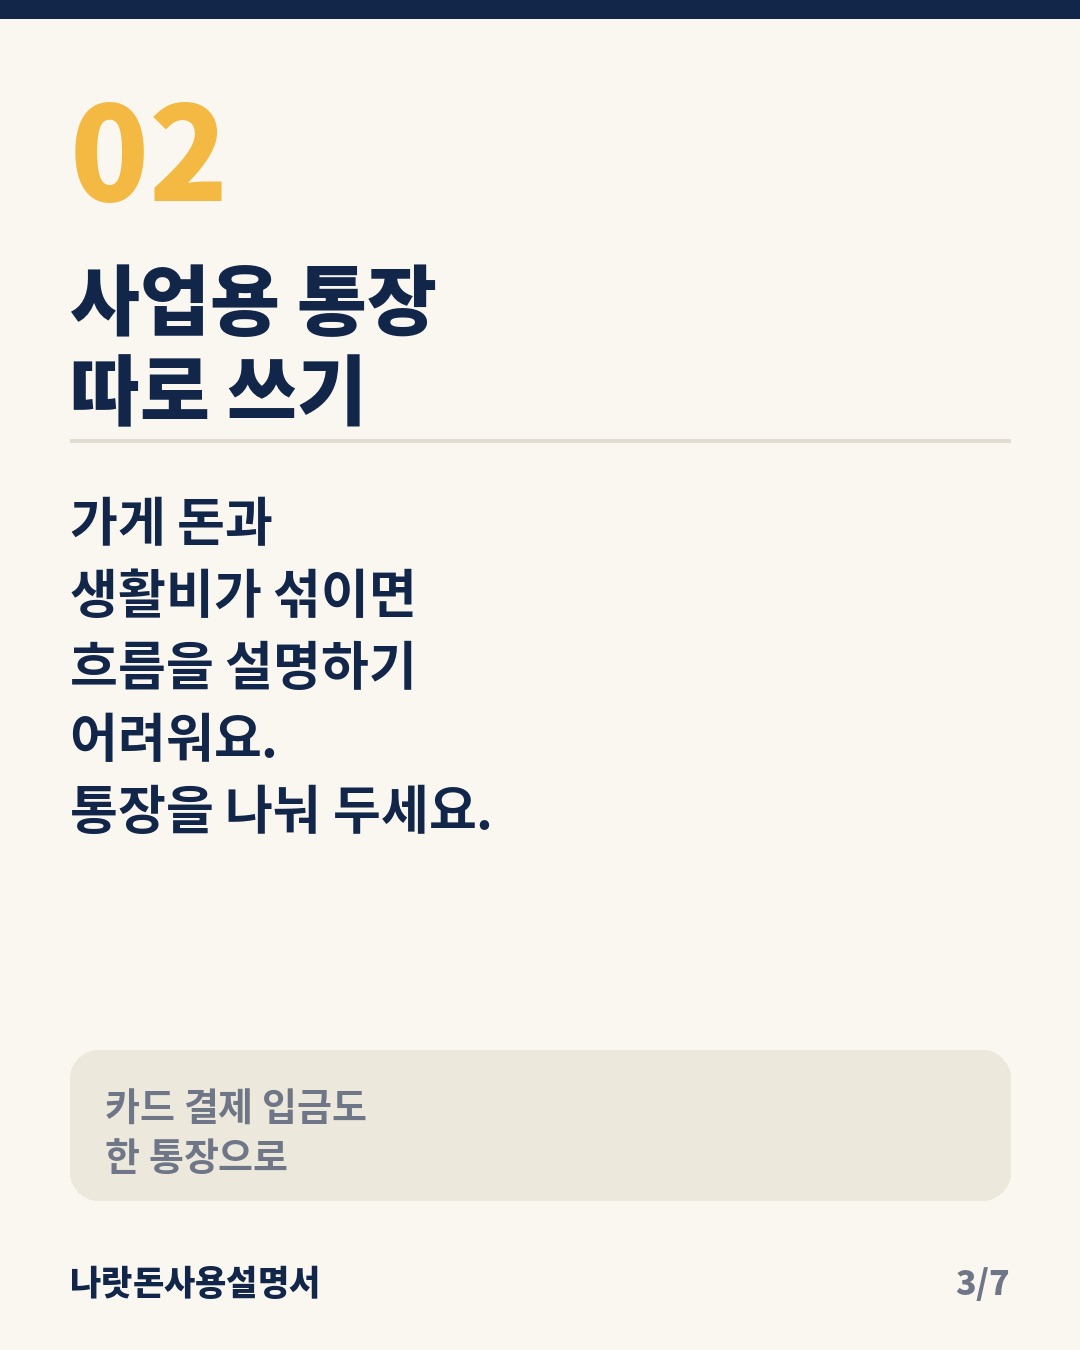 02
사업용 통장
따로 쓰기
가게 돈과
생활비가 섞이면
흐름을 설명하기
어려워요.
통장을 나눠 두세요.
카드 결제 입금도
한 통장으로
나랏돈사용설명서
3/7